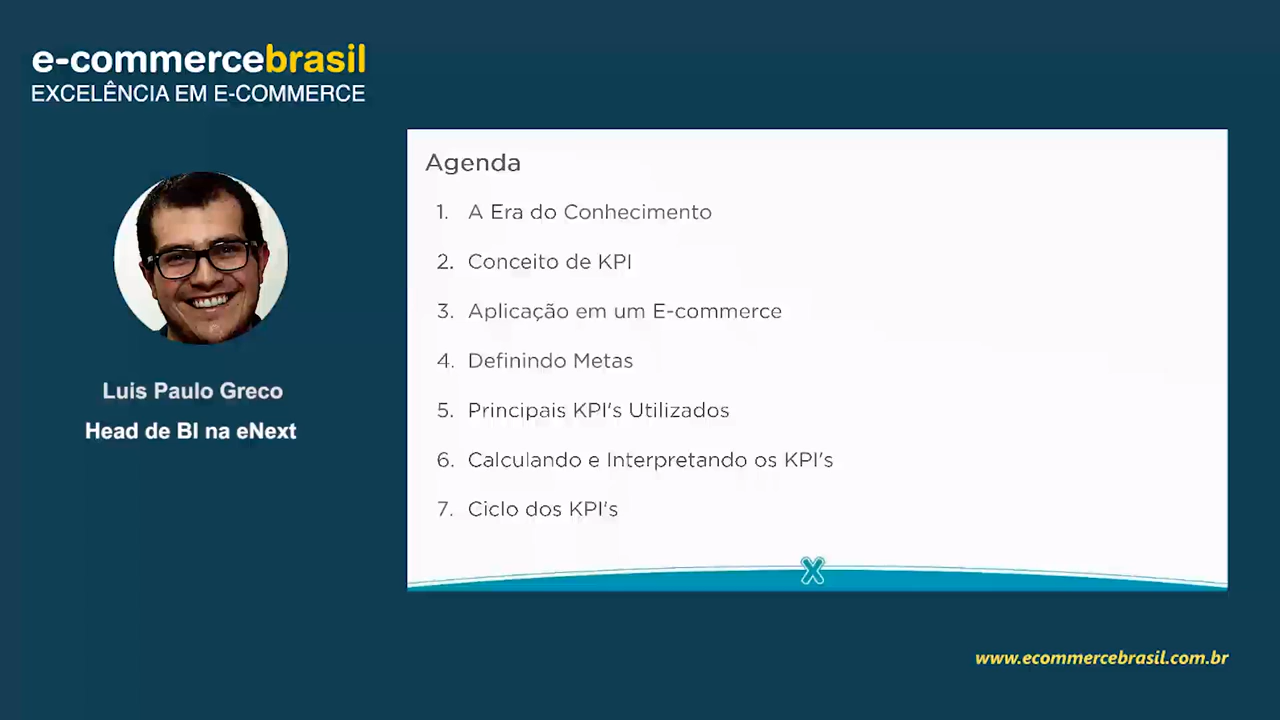 e-commercebrasil
EXCELÊNCIA EM E-COMMERCE
Luis Paulo Greco
Head de BI na eNext
Agenda
1. A Era do Conhecimento
2. Conceito de KPI
3. Aplicação em um E-commerce
4. Definindo Metas
5. Principais KPI's Utilizados
6. Calculando e Interpretando os KPI's
7. Ciclo dos KPI's
X
www.ecommercebrasil.com.br